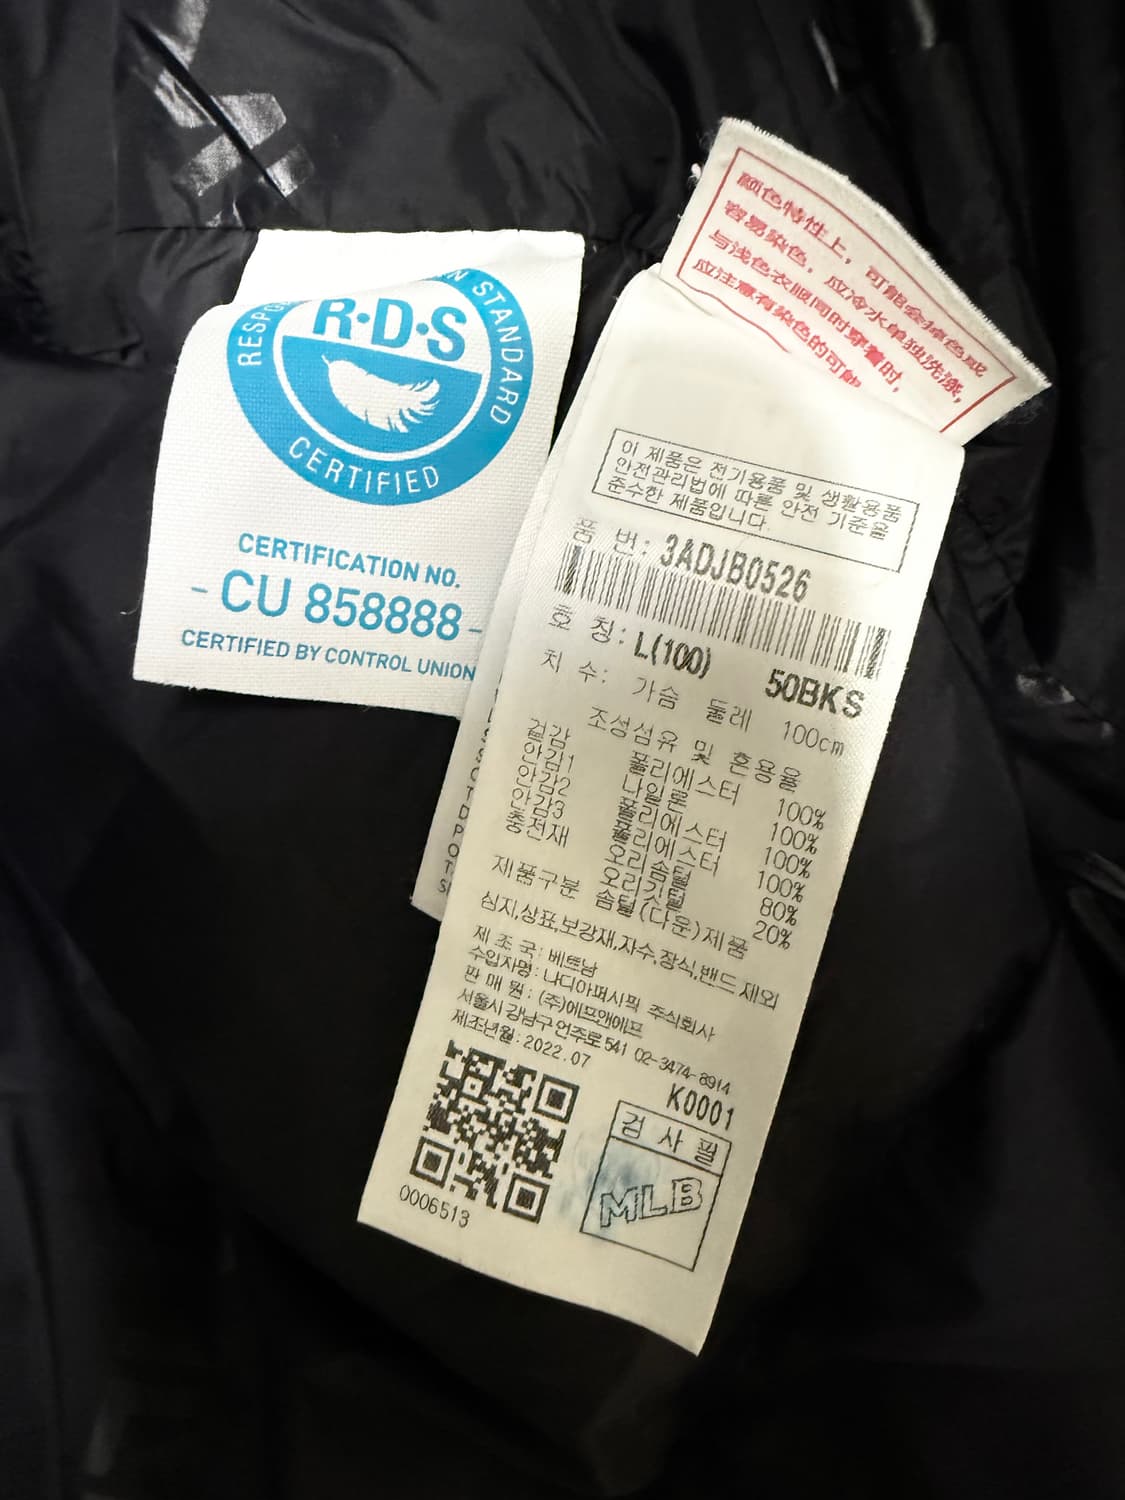 RESPO
N STANDARD
R·D·S
CERTIFIED
CERTIFICATION NO.
- CU 858888 -
CERTIFIED BY CONTROL UNION
颜色特性上，可能会掉色或
容易染色，应冷水单独洗涤，
与浅色衣服同时穿着时，
应注意有染色的可能
이 제품은 전기용품 및 생활용품
안전관리법에 따른 안전 기준을
준수한 제품입니다.
품 번: 3ADJB0526
호 칭: L(100) 50BKS
치 수: 가슴 둘레 100cm
조성섬유 및 혼용율
겉감 폴리에스터 100%
안감1 나일론 100%
안감2 폴리에스터 100%
안감3 폴리에스터 100%
충전재 오리솜털 80%
오리깃털 20%
제품구분 솜털(다운)제품
심지,상표,보강재,자수,장식,밴드 제외
제 조 국: 베트남
수입자명: 나디아퍼시픽 주식회사
판 매 원: (주)에프앤에프
서울시 강남구 언주로 541 02-3474-8914
제조년월: 2022.07
K0001
검 사 필
MLB
0006513